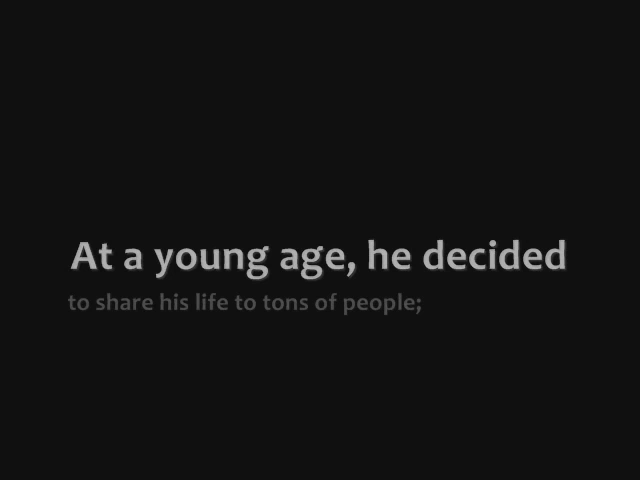 At a young age, he decided
to share his life to tons of people;